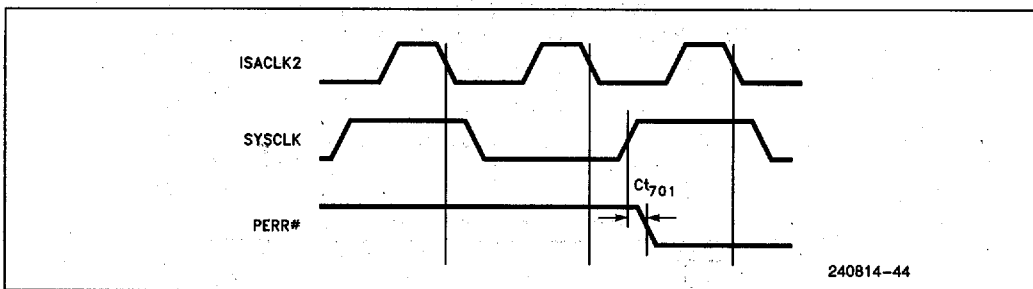 ISACLK2
SYSCLK
Ct701
PERR#
240814-44